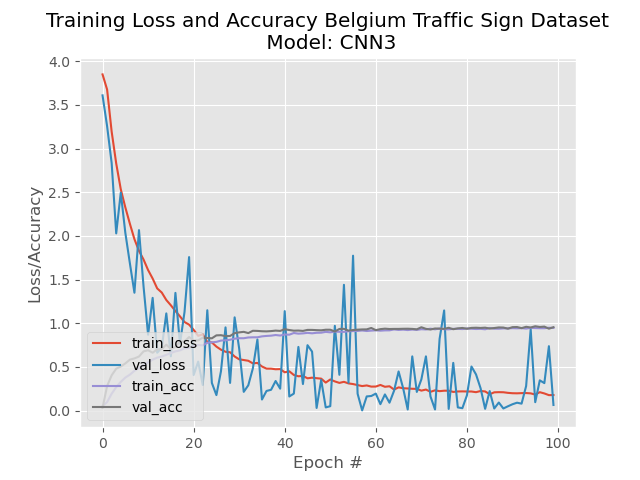 Training Loss and Accuracy Belgium Traffic Sign Dataset
Model: CNN3
4.0
3.5
3.0
2.5
2.0
1.5
1.0
0.5
0.0
Loss/Accuracy
train_loss
val_loss
train_acc
val_acc
0 20 40 60 80 100
Epoch #